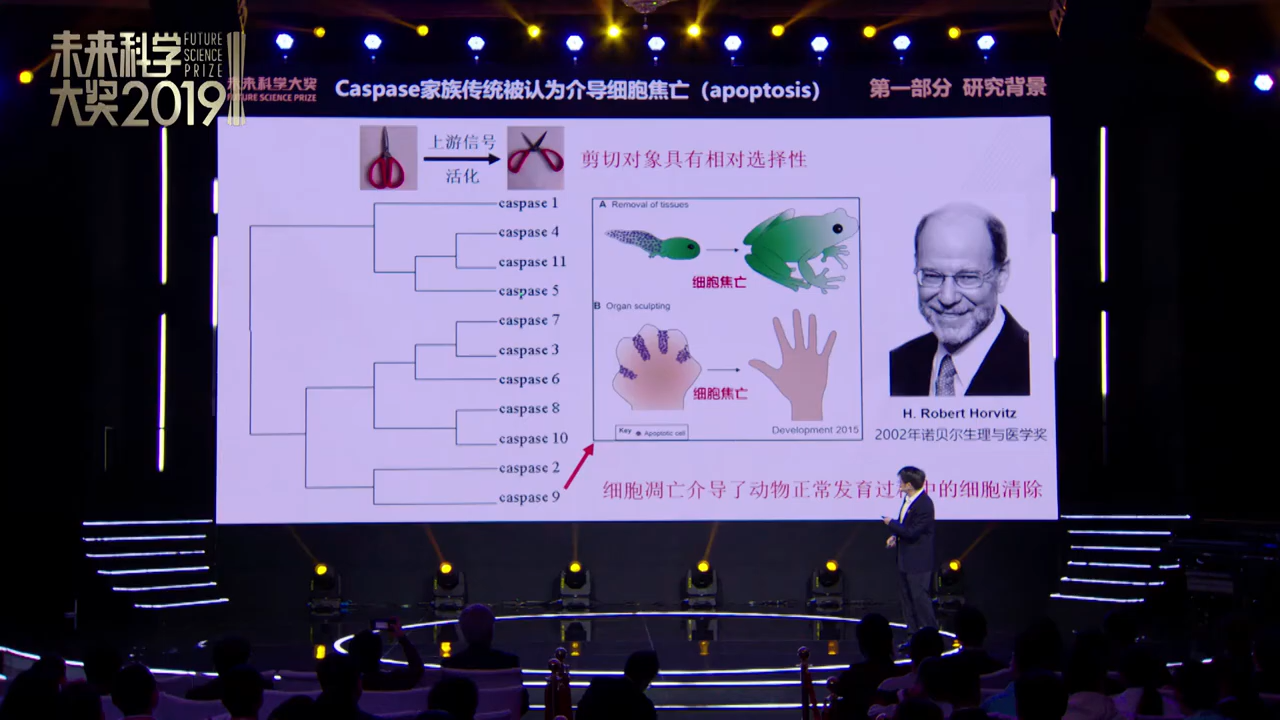 未来科学大奖2019
FUTURE SCIENCE PRIZE
未来科学大奖
FUTURE SCIENCE PRIZE
Caspase家族传统被认为介导细胞焦亡（apoptosis）
第一部分 研究背景
上游信号
活化
剪切对象具有相对选择性
caspase 1
caspase 4
caspase 11
caspase 5
caspase 7
caspase 3
caspase 6
caspase 8
caspase 10
caspase 2
caspase 9
A Removal of tissues
细胞焦亡
B Organ sculpting
细胞焦亡
Key Apoptotic cell
Development 2015
H. Robert Horvitz
2002年诺贝尔生理与医学奖
细胞凋亡介导了动物正常发育过 中的细胞清除